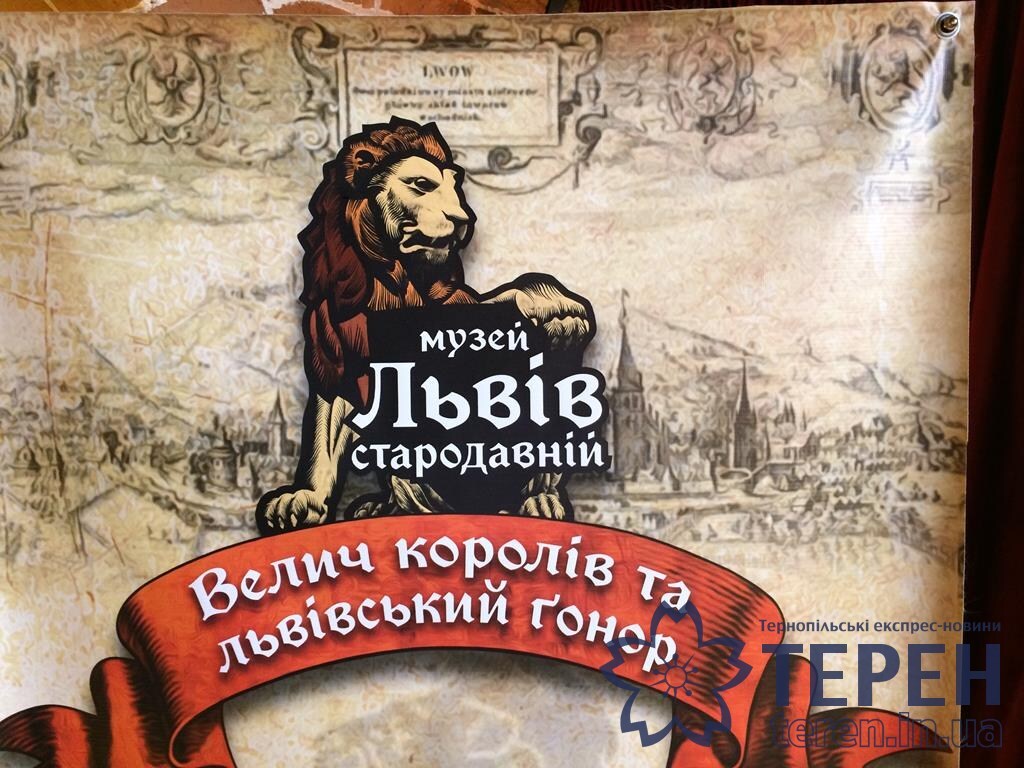 LWOW
музей
Львів
стародавній
Велич королів та
львівський ґонор
Тернопільські експрес-новини
ТЕРЕН
teren.in.ua